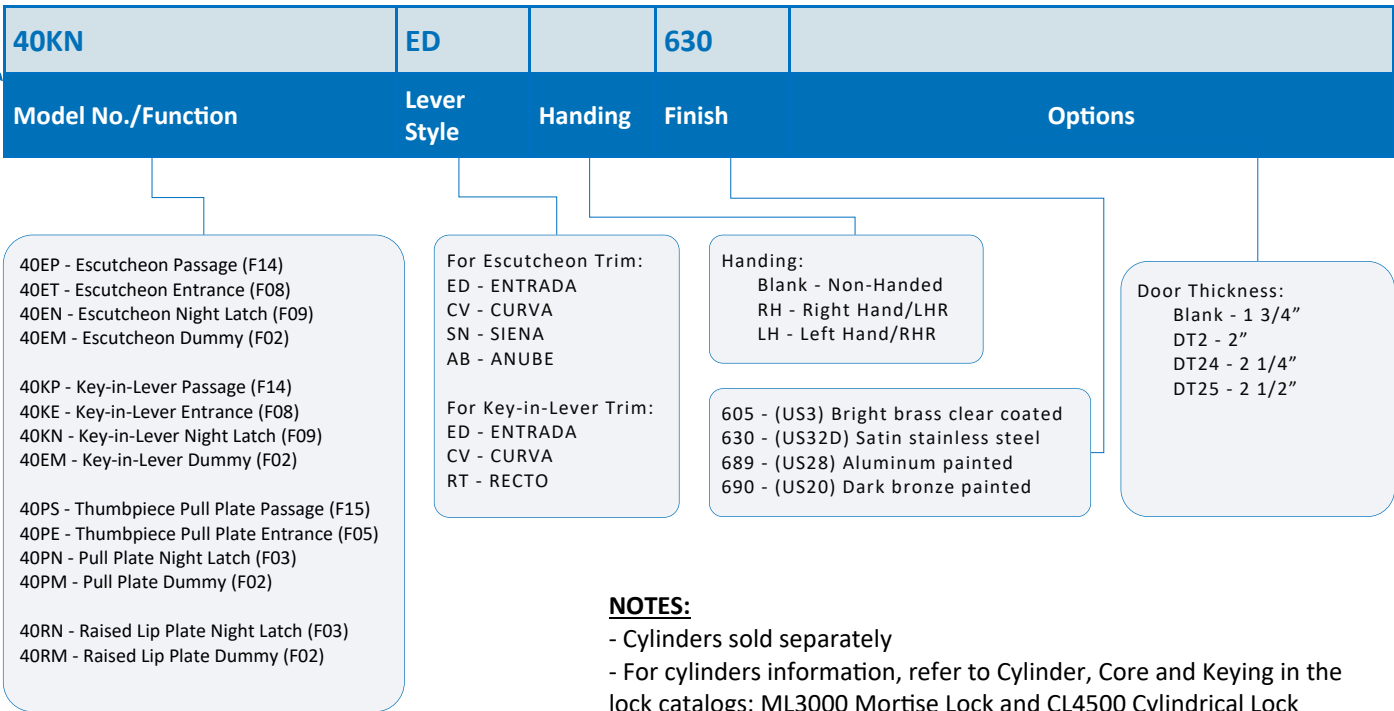 40KN ED 630
Model No./Function Lever Style Handing Finish Options
40EP - Escutcheon Passage (F14)
40ET - Escutcheon Entrance (F08)
40EN - Escutcheon Night Latch (F09)
40EM - Escutcheon Dummy (F02)
40KP - Key-in-Lever Passage (F14)
40KE - Key-in-Lever Entrance (F08)
40KN - Key-in-Lever Night Latch (F09)
40EM - Key-in-Lever Dummy (F02)
40PS - Thumbpiece Pull Plate Passage (F15)
40PE - Thumbpiece Pull Plate Entrance (F05)
40PN - Pull Plate Night Latch (F03)
40PM - Pull Plate Dummy (F02)
40RN - Raised Lip Plate Night Latch (F03)
40RM - Raised Lip Plate Dummy (F02)
For Escutcheon Trim:
ED - ENTRADA
CV - CURVA
SN - SIENA
AB - ANUBE
For Key-in-Lever Trim:
ED - ENTRADA
CV - CURVA
RT - RECTO
Handing:
Blank - Non-Handed
RH - Right Hand/LHR
LH - Left Hand/RHR
605 - (US3) Bright brass clear coated
630 - (US32D) Satin stainless steel
689 - (US28) Aluminum painted
690 - (US20) Dark bronze painted
Door Thickness:
Blank - 1 3/4”
DT2 - 2”
DT24 - 2 1/4”
DT25 - 2 1/2”
NOTES:
- Cylinders sold separately
- For cylinders information, refer to Cylinder, Core and Keying in the
lock catalogs: ML3000 Mortise Lock and CL4500 Cylindrical Lock